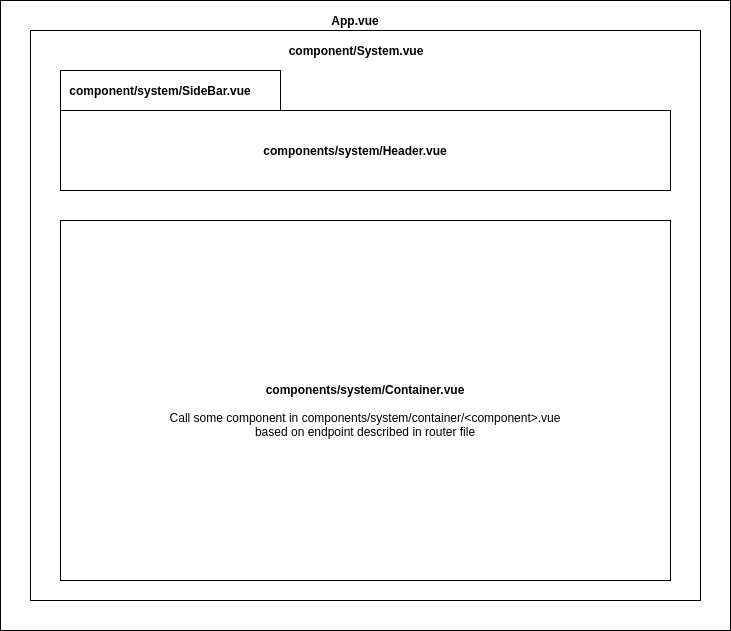 App.vue
component/System.vue
component/system/SideBar.vue
components/system/Header.vue
components/system/Container.vue
Call some component in components/system/container/<component>.vue
based on endpoint described in router file